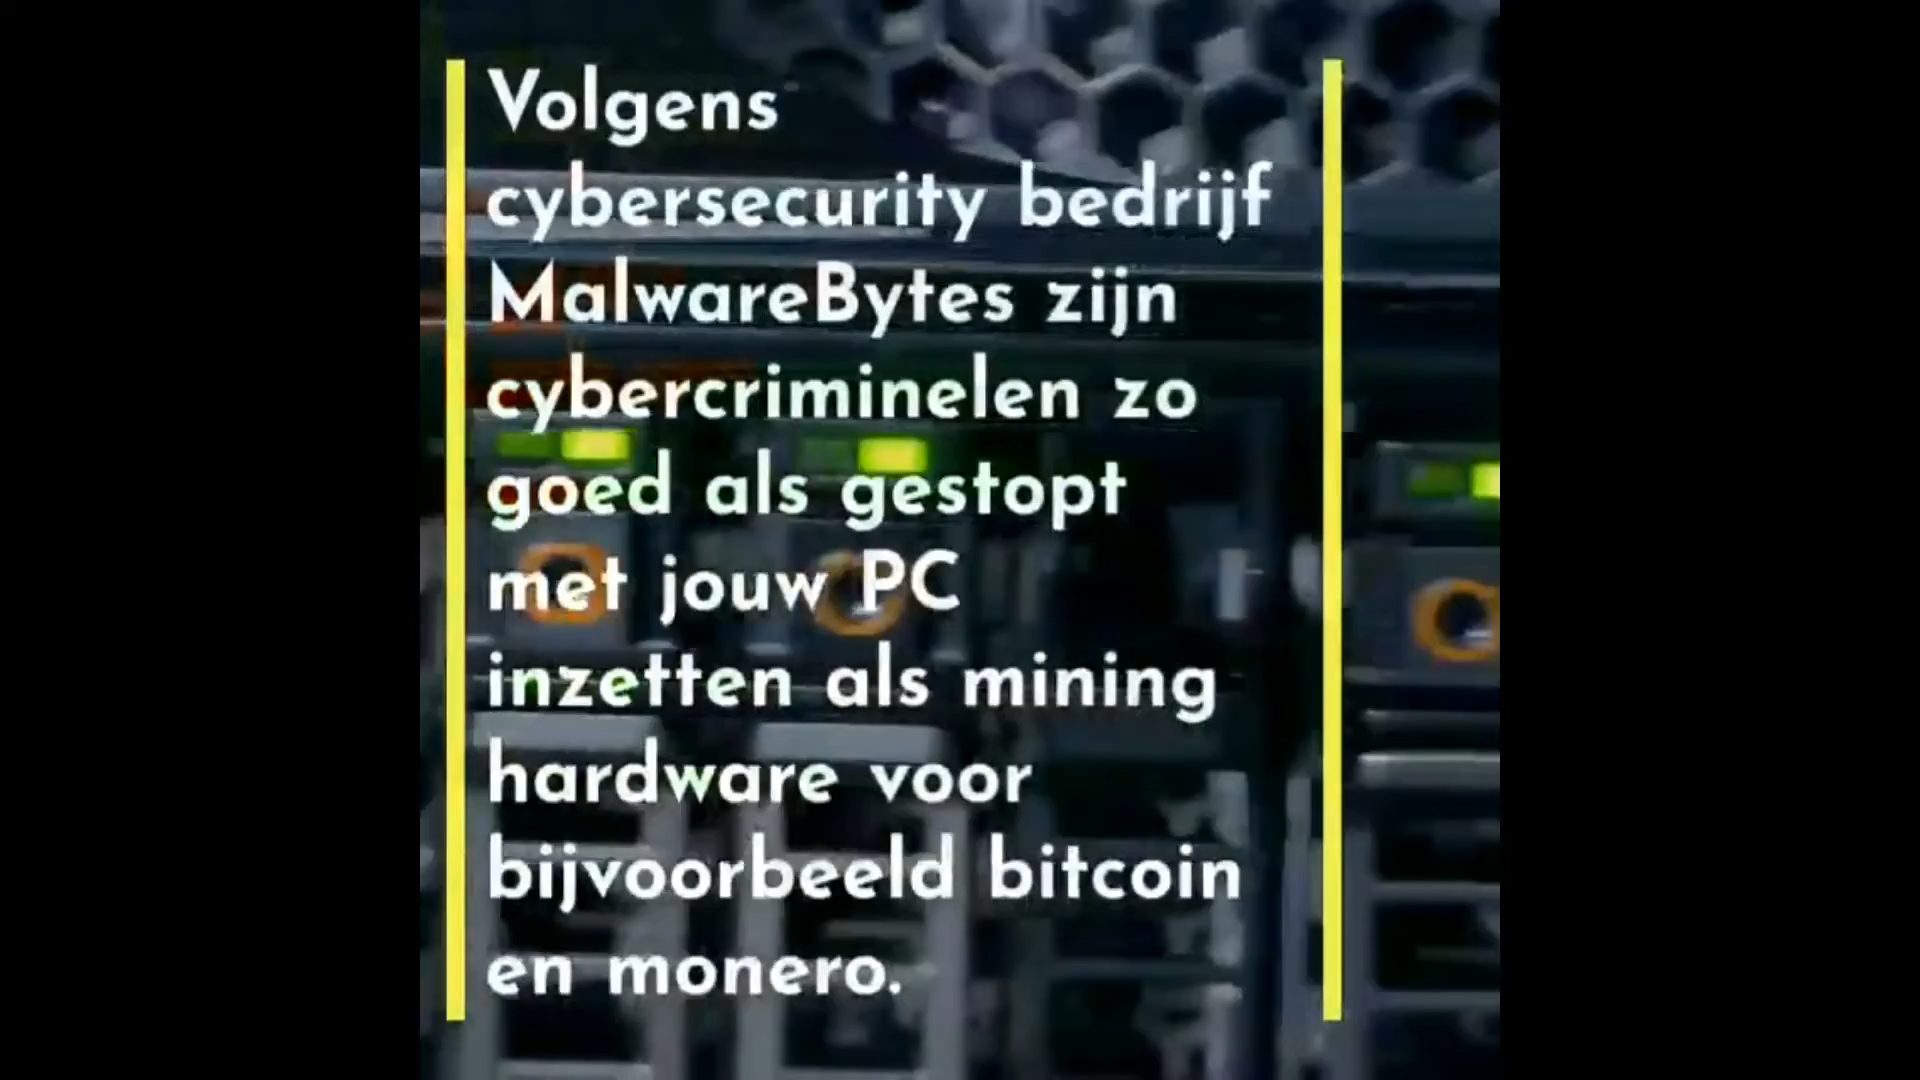 Volgens
cybersecurity bedrijf
MalwareBytes zijn
cybercriminelen zo
goed als gestopt
met jouw PC
inzetten als mining
hardware voor
bijvoorbeeld bitcoin
en monero.